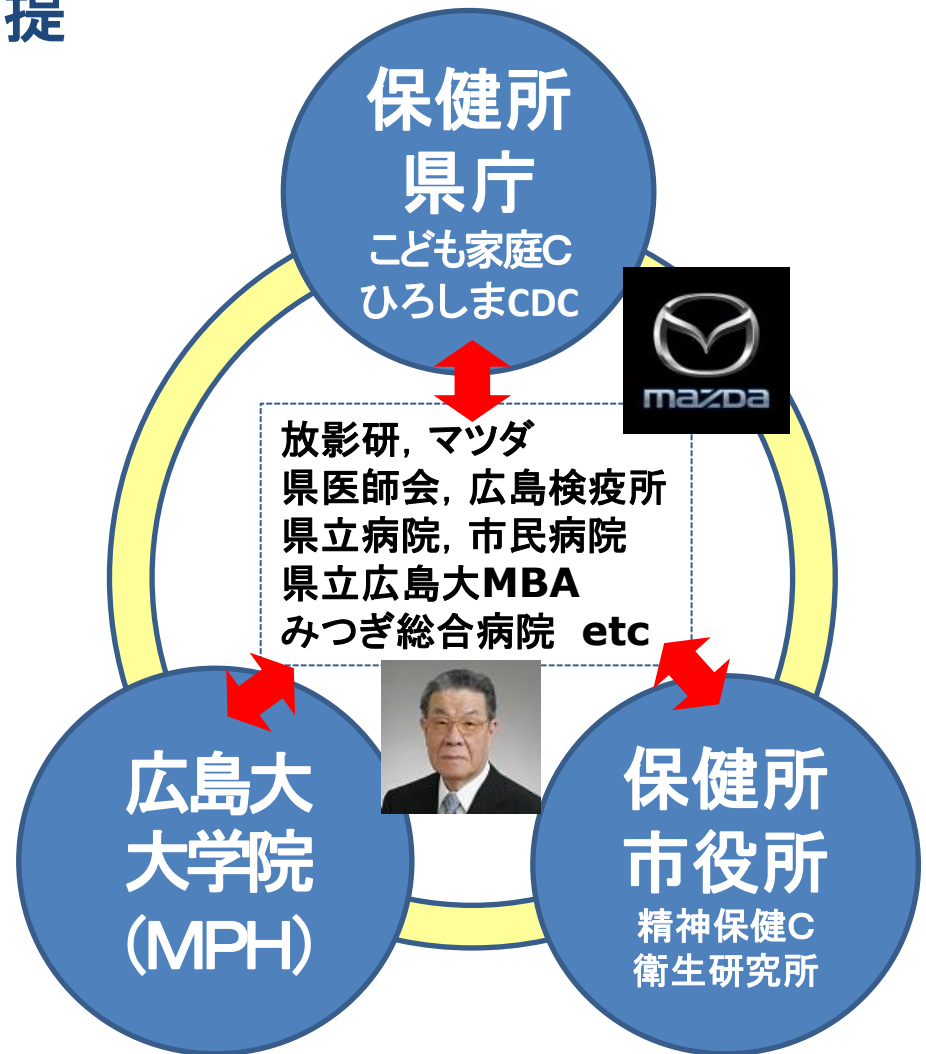 提
保健所
県庁
こども家庭C
ひろしまCDC
mazda
放影研，マツダ
県医師会，広島検疫所
県立病院，市民病院
県立広島大MBA
みつぎ総合病院　etc
広島大
大学院
（MPH）
保健所
市役所
精神保健C
衛生研究所